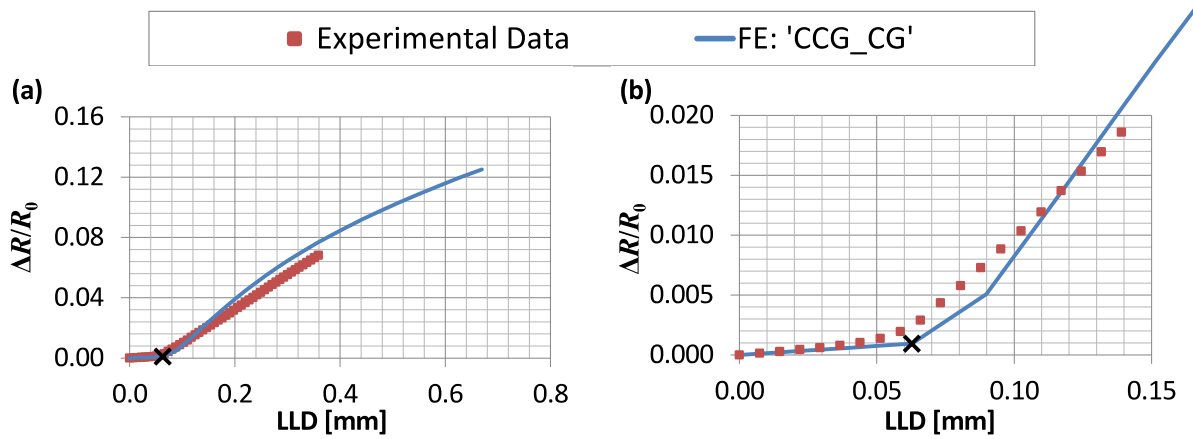 Experimental Data FE: 'CCG_CG'
(a)
0.16
0.12
0.08
0.04
0.00
ΔR/R0
0.0 0.2 0.4 0.6 0.8
LLD [mm]
(b)
0.020
0.015
0.010
0.005
0.000
ΔR/R0
0.00 0.05 0.10 0.15
LLD [mm]